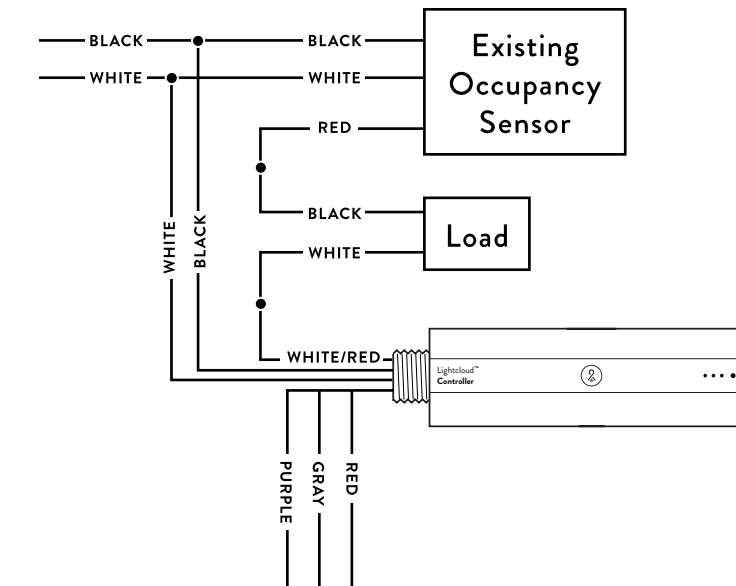 BLACK
BLACK
WHITE
WHITE
Existing
Occupancy
Sensor
RED
BLACK
WHITE
Load
WHITE
BLACK
WHITE/RED
Lightcloud™
Controller
PURPLE
GRAY
RED